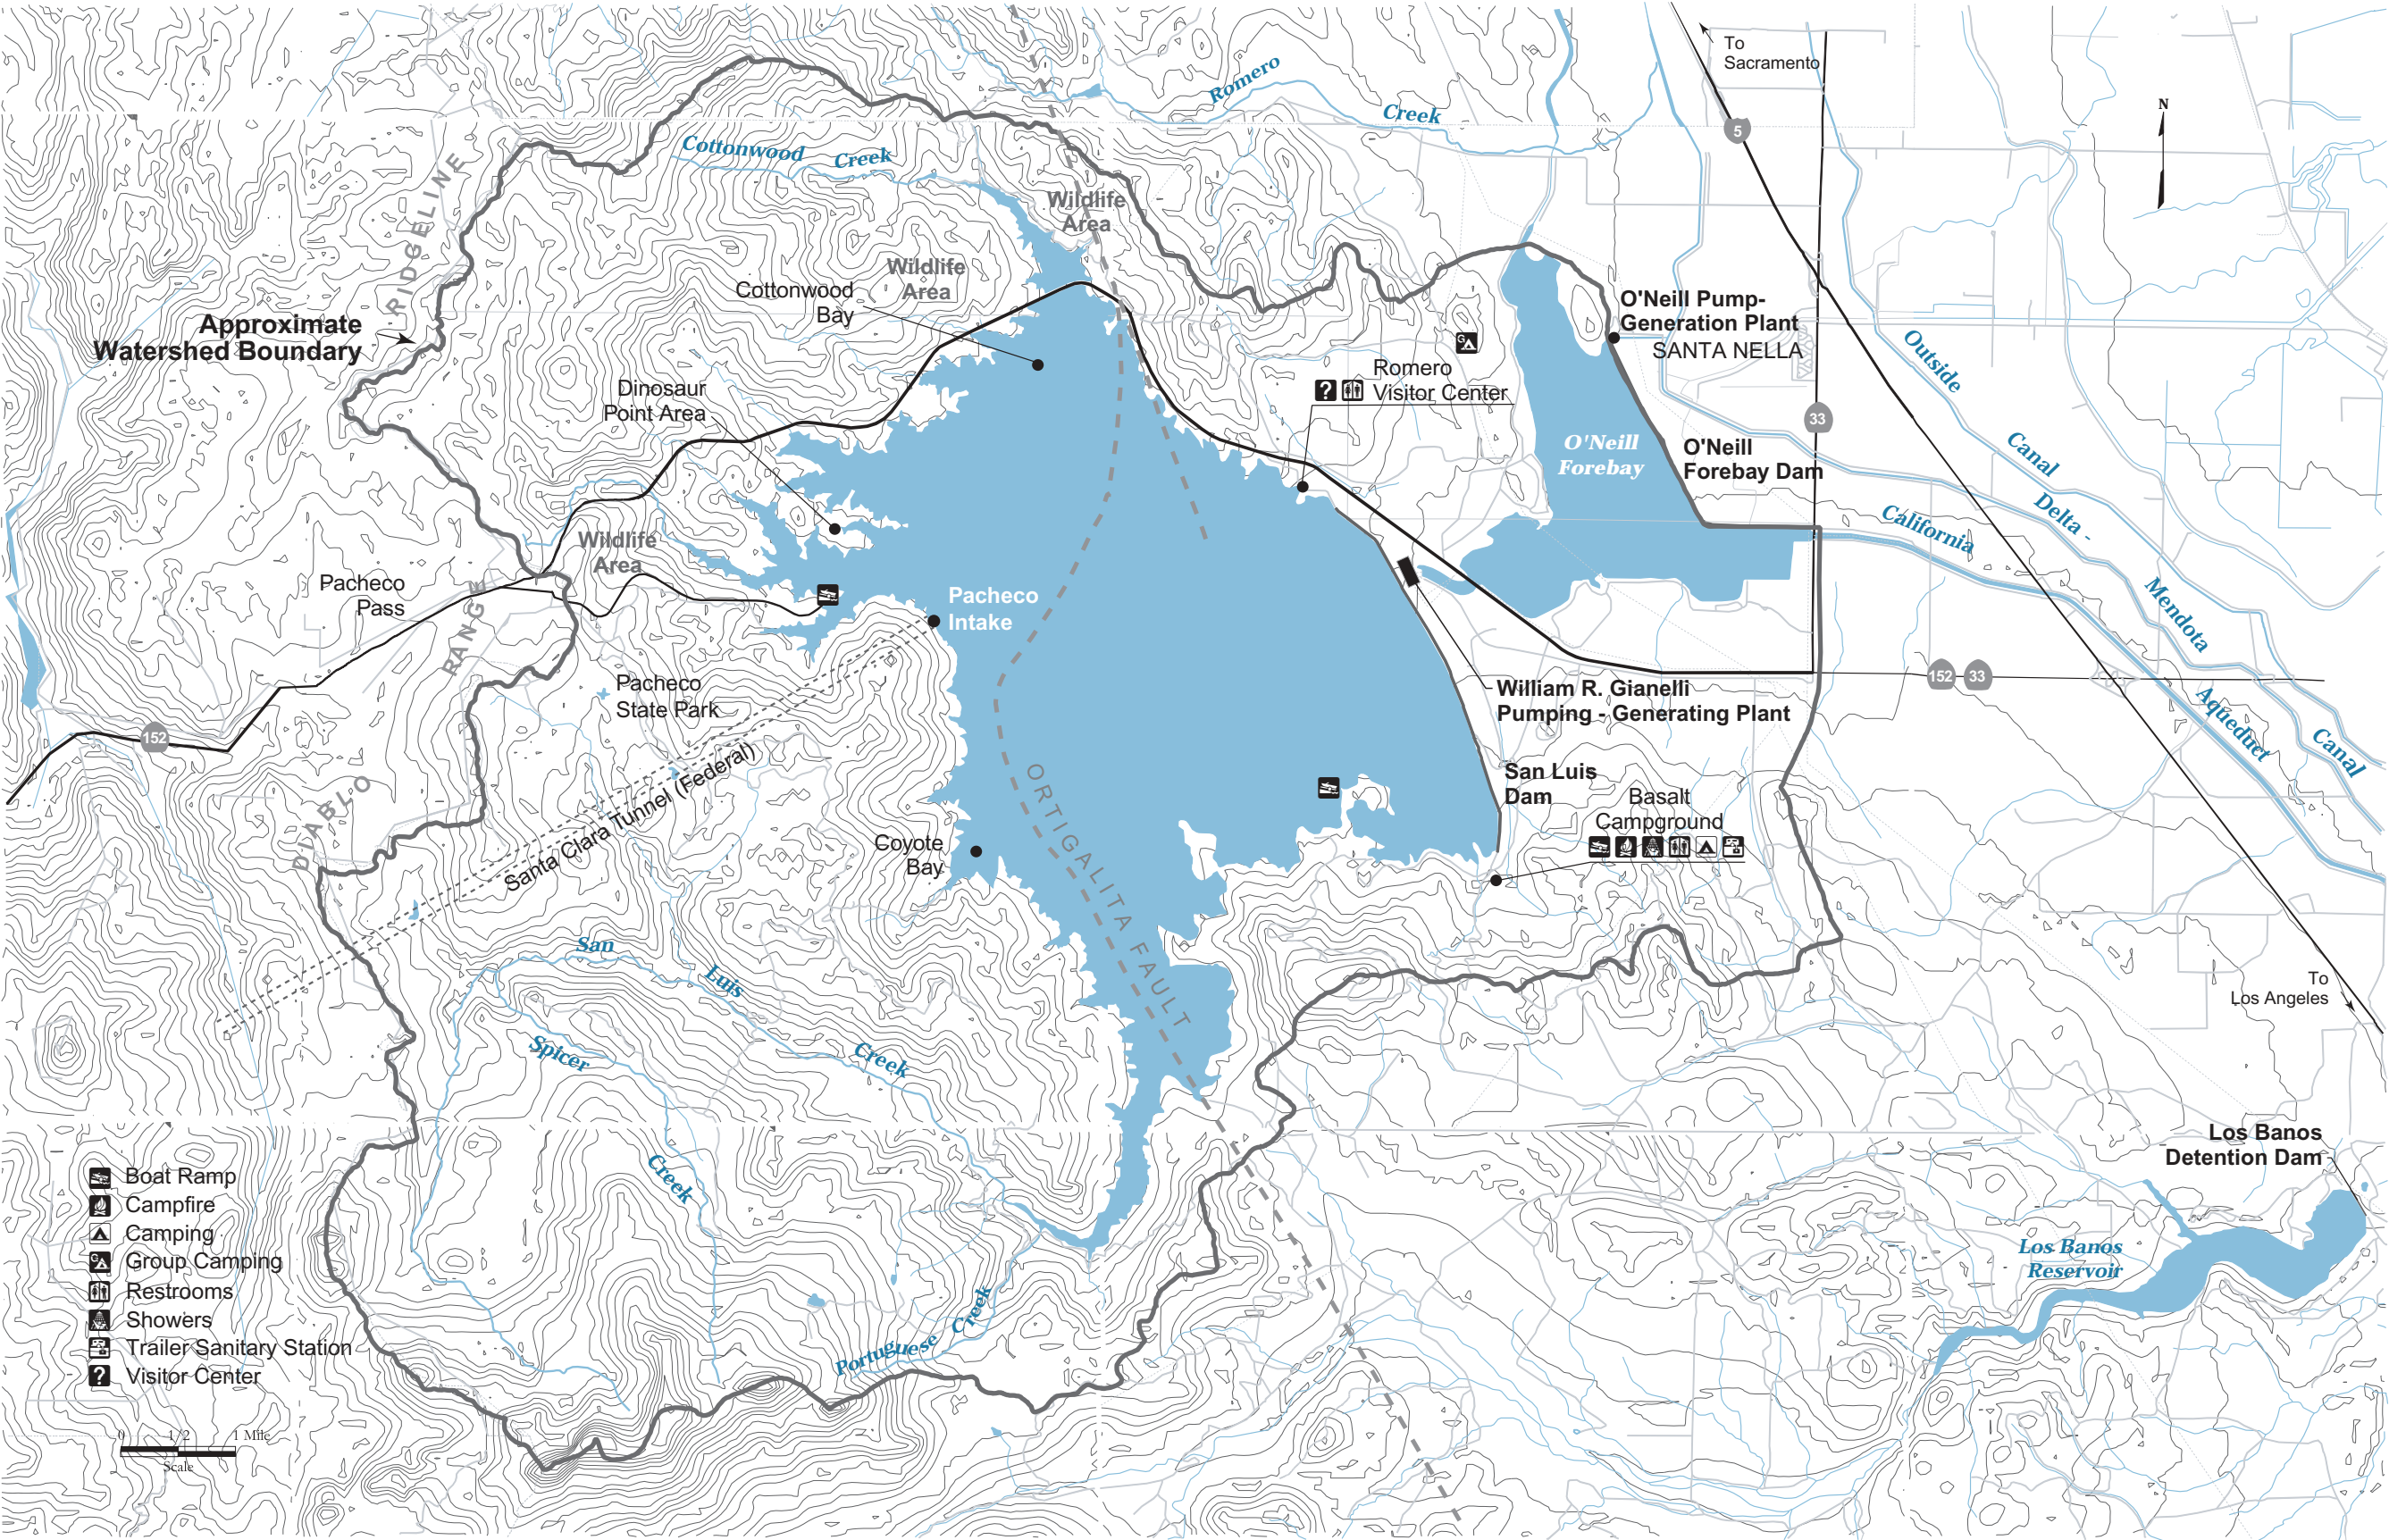 To
Sacramento
N
Romero
Creek
5
Cottonwood Creek
RIDGELINE
Wildlife
Area
Wildlife
Area
Cottonwood
Bay
Approximate
Watershed Boundary
O'Neill Pump-
Generation Plant
SANTA NELLA
Outside
Canal
Romero
? Visitor Center
G
Dinosaur
Point Area
33
O'Neill
Forebay
O'Neill
Forebay Dam
Delta -
Mendota
Canal
California
Aqueduct
Wildlife
Area
Pacheco
Pass
RANGE
Pacheco
Intake
152
33
Pacheco
State Park
William R. Gianelli
Pumping - Generating Plant
152
Santa Clara Tunnel (Federal)
ORTIGALITA FAULT
San Luis
Dam
Basalt
Campground
DIABLO
Coyote
Bay
San
Luis
Creek
To
Los Angeles
Spicer
Creek
Los Banos
Detention Dam
Los Banos
Reservoir
Portuguese Creek
Boat Ramp
Campfire
Camping
G Group Camping
Restrooms
Showers
Trailer Sanitary Station
? Visitor Center
0 1/2 1 Mile
Scale